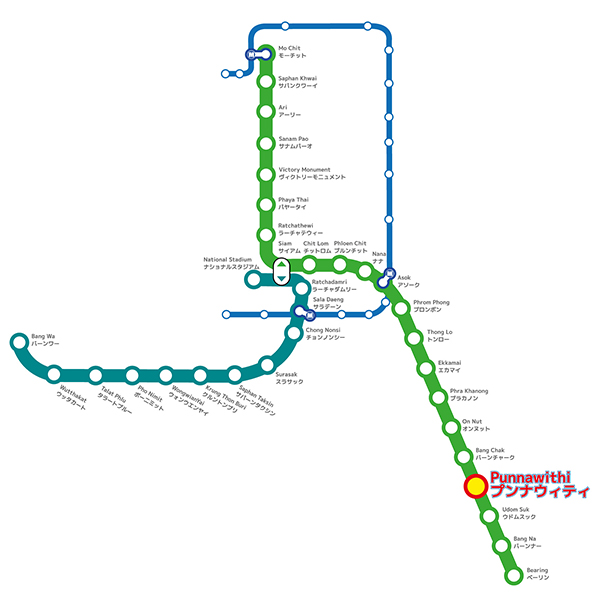 Mo Chit
モーチット
Saphan Khwai
サパンクワーイ
Ari
アーリー
Sanam Pao
サナムパーオ
Victory Monument
ヴィクトリーモニュメント
Phaya Thai
パヤータイ
Ratchathewi
ラーチャテウィー
Siam
サイアム
Chit Lom
チットロム
Phloen Chit
プルンチット
Nana
ナナ
Asok
アソーク
National Stadium
ナショナルスタジアム
Ratchadamri
ラーチャダムリー
Sala Daeng
サラデーン
Chong Nonsi
チョンノンシー
Surasak
スラサック
Saphan Taksin
サパーンタクシン
Krung Thon Buri
クルントンブリ
Wongwianyai
ウォンウエンヤイ
Pho Nimit
ポーニミット
Talat Phlu
タラートプルー
Wutthakat
ウッタカート
Bang Wa
バーンワー
Phrom Phong
プロンポン
Thong Lo
トンロー
Ekkamai
エカマイ
Phra Khanong
プラカノン
On Nut
オンヌット
Bang Chak
バーンチャーク
Punnawithi
プンナウィティ
Udom Suk
ウドムスック
Bang Na
バーンナー
Bearing
ベーリン